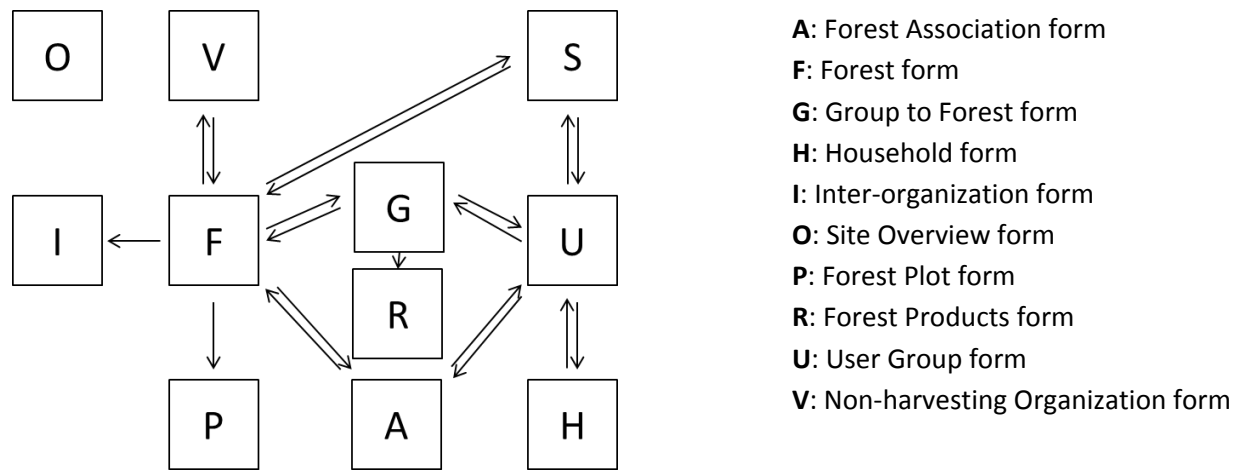 O
V
S
G
I
F
U
R
P
A
H
A: Forest Association form
F: Forest form
G: Group to Forest form
H: Household form
I: Inter-organization form
O: Site Overview form
P: Forest Plot form
R: Forest Products form
U: User Group form
V: Non-harvesting Organization form